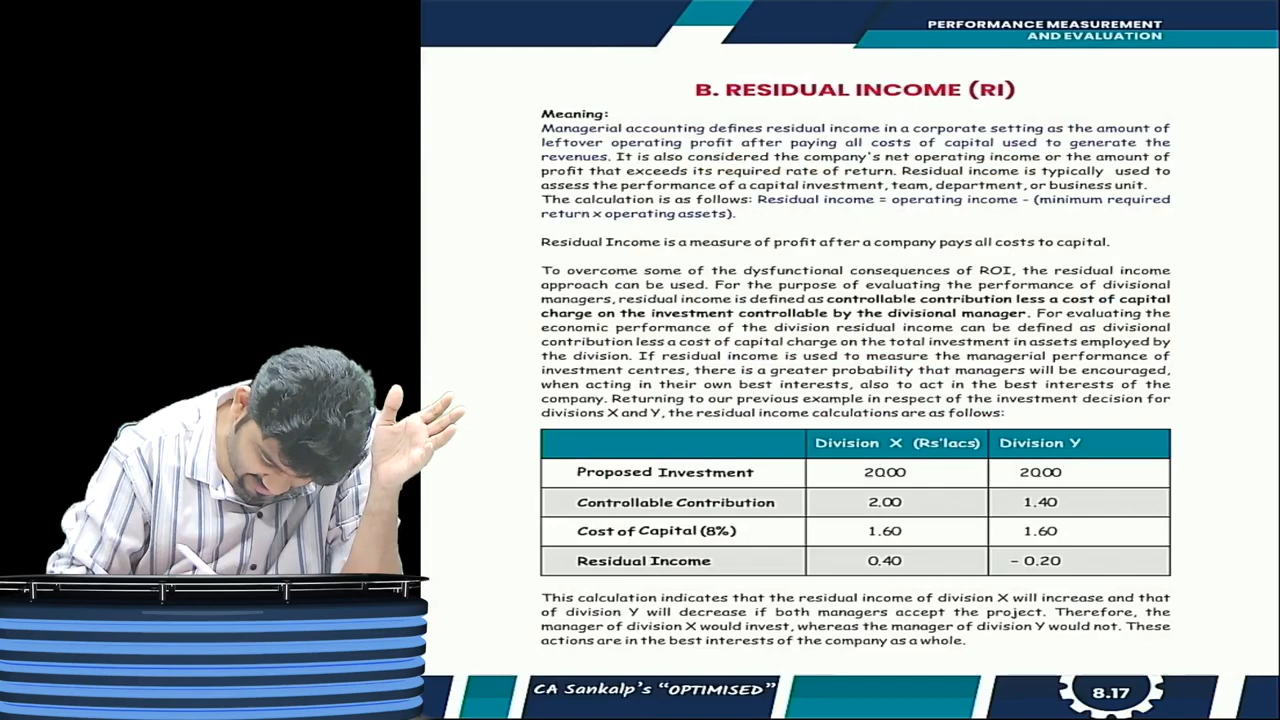 PERFORMANCE MEASUREMENT
AND EVALUATION
B. RESIDUAL INCOME (RI)
Meaning:
Managerial accounting defines residual income in a corporate setting as the amount of
leftover operating profit after paying all costs of capital used to generate the
revenues. It is also considered the company's net operating income or the amount of
profit that exceeds its required rate of return. Residual income is typically used to
assess the performance of a capital investment, team, department, or business unit.
The calculation is as follows: Residual income = operating income - (minimum required
return x operating assets).
Residual Income is a measure of profit after a company pays all costs to capital.
To overcome some of the dysfunctional consequences of ROI, the residual income
approach can be used. For the purpose of evaluating the performance of divisional
managers, residual income is defined as controllable contribution less a cost of capital
charge on the investment controllable by the divisional manager. For evaluating the
economic performance of the division residual income can be defined as divisional
contribution less a cost of capital charge on the total investment in assets employed by
the division. If residual income is used to measure the managerial performance of
investment centres, there is a greater probability that managers will be encouraged,
when acting in their own best interests, also to act in the best interests of the
company. Returning to our previous example in respect of the investment decision for
divisions X and Y, the residual income calculations are as follows:
Division X (Rs'lacs) Division Y
Proposed Investment 20.00 20.00
Controllable Contribution 2.00 1.40
Cost of Capital (8%) 1.60 1.60
Residual Income 0.40 - 0.20
This calculation indicates that the residual income of division X will increase and that
of division Y will decrease if both managers accept the project. Therefore, the
manager of division X would invest, whereas the manager of division Y would not. These
actions are in the best interests of the company as a whole.
CA Sankalp's "OPTIMISED"
8.17